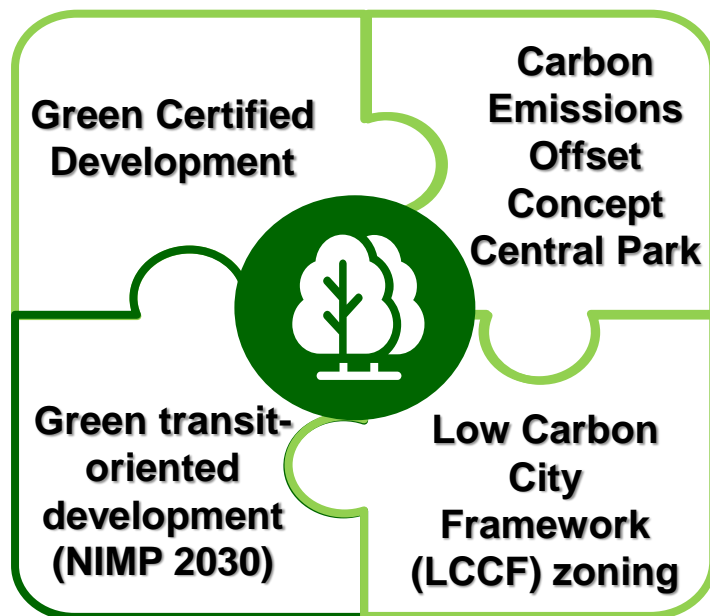 Green Certified
Development
Carbon
Emissions
Offset
Concept
Central Park
Green transit-
oriented
development
(NIMP 2030)
Low Carbon
City
Framework
(LCCF) zoning